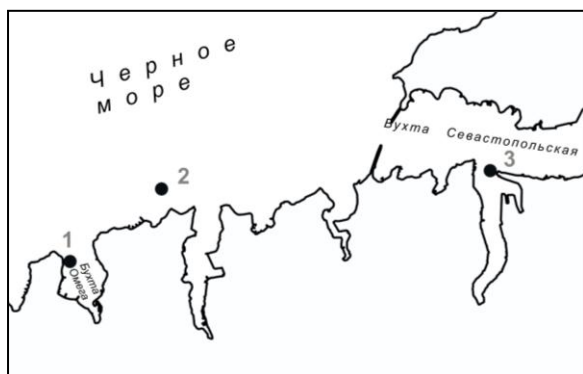 Черное
море
Бухта Севастопольская
3
2
1
Бухта
Омега